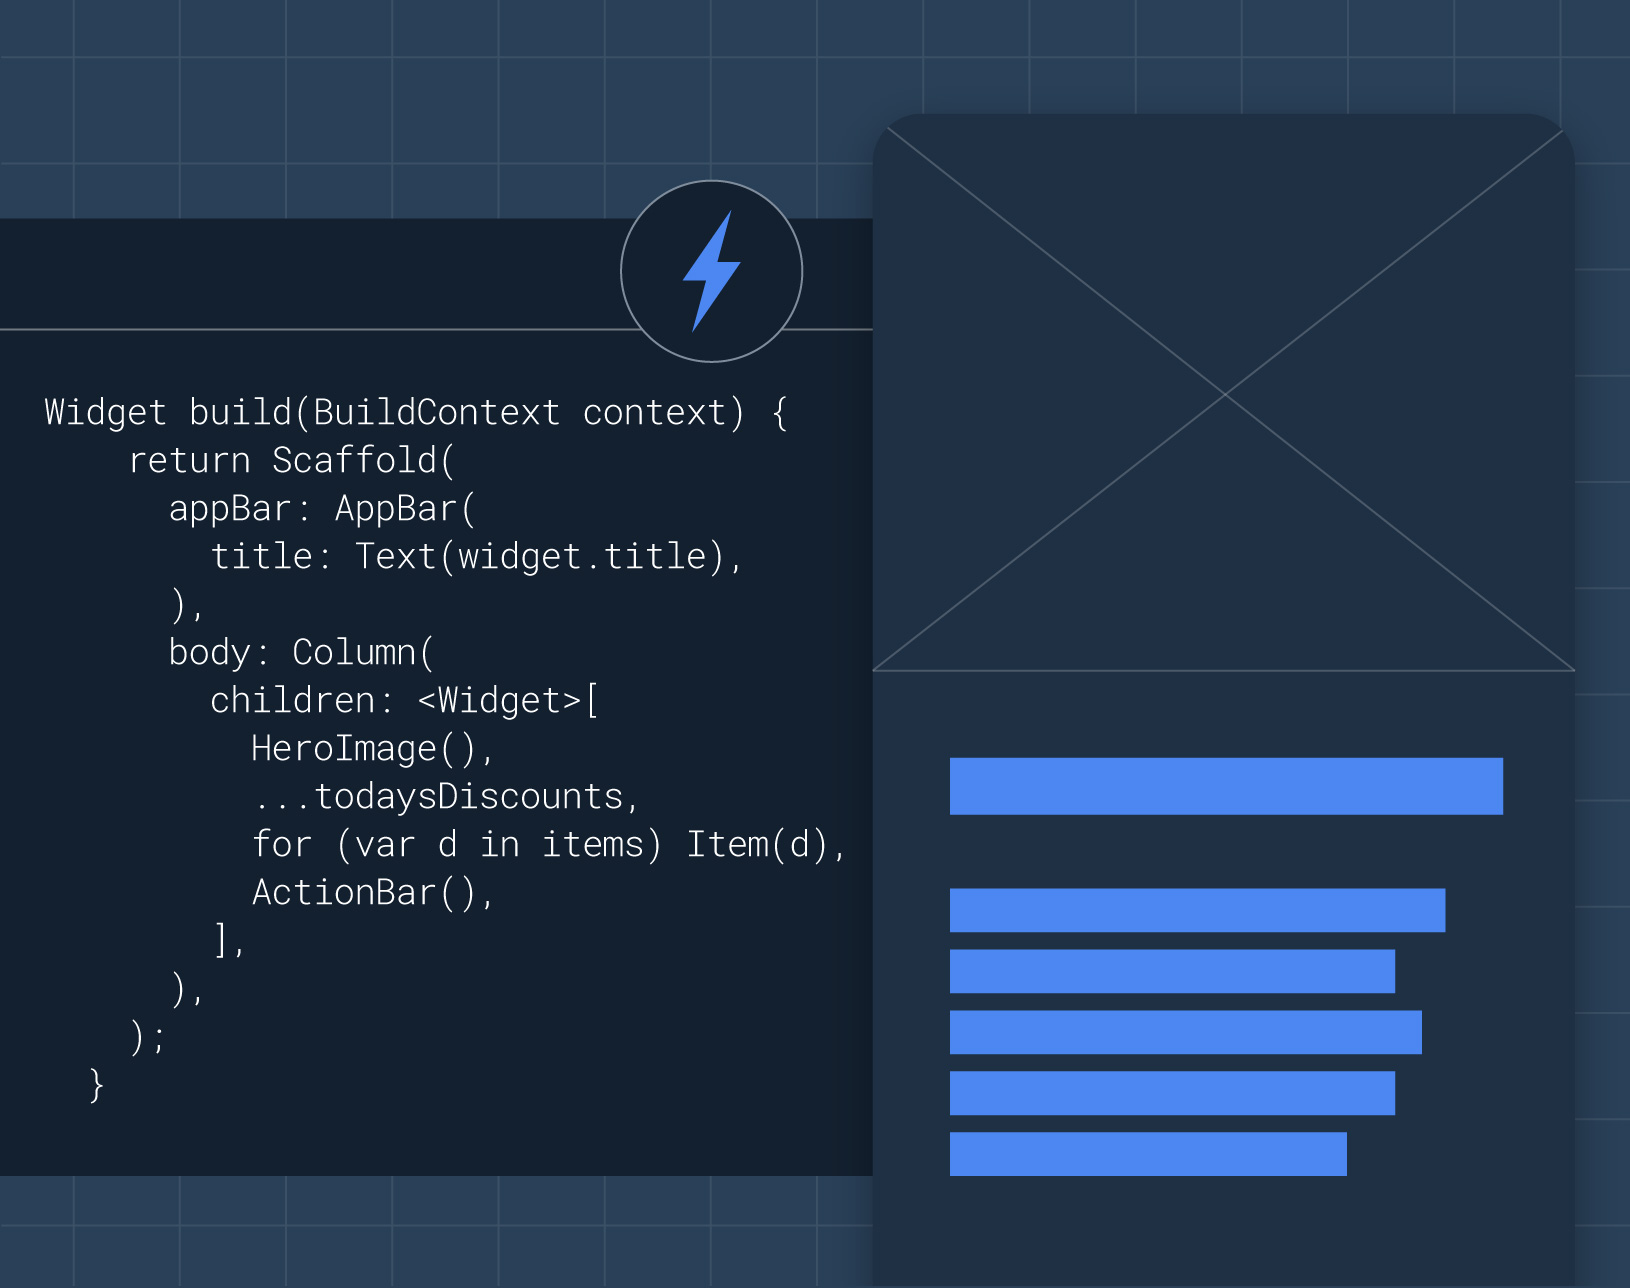 Widget build(BuildContext context) {
    return Scaffold(
      appBar: AppBar(
        title: Text(widget.title),
      ),
      body: Column(
        children: <Widget>[
          HeroImage(),
          ...todaysDiscounts,
          for (var d in items) Item(d),
          ActionBar(),
        ],
      ),
    );
  }